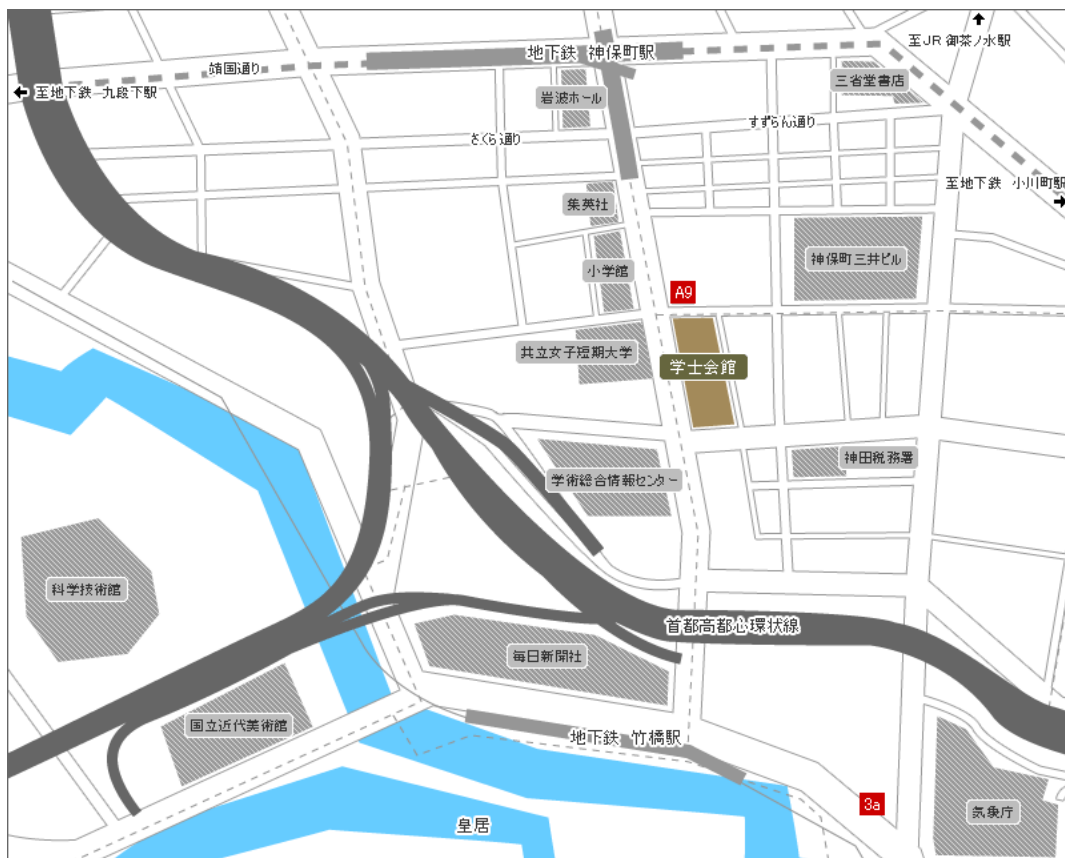 至JR 御茶ノ水駅
地下鉄 神保町駅
靖国通り
三省堂書店
至地下鉄 九段下駅
岩波ホール
すずらん通り
さくら通り
至地下鉄 小川町駅
集英社
神保町三井ビル
小学館
A9
共立女子短期大学
学士会館
神田税務署
学術総合情報センター
科学技術館
首都高都心環状線
毎日新聞社
国立近代美術館
地下鉄 竹橋駅
3a
気象庁
皇居